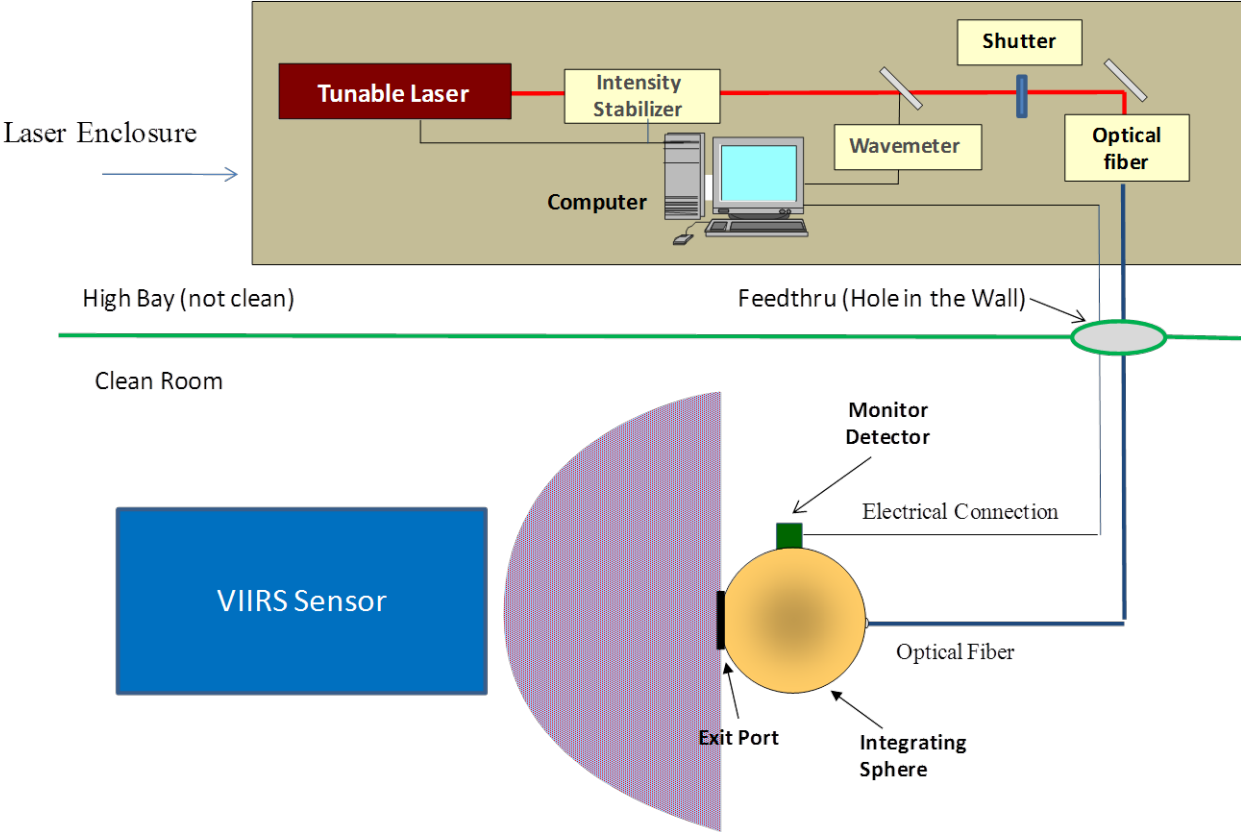 Shutter
Tunable Laser
Intensity
Stabilizer
Laser Enclosure
Wavemeter
Optical
fiber
Computer
High Bay (not clean)
Feedthru (Hole in the Wall)
Clean Room
Monitor
Detector
Electrical Connection
VIIRS Sensor
Optical Fiber
Exit Port
Integrating
Sphere